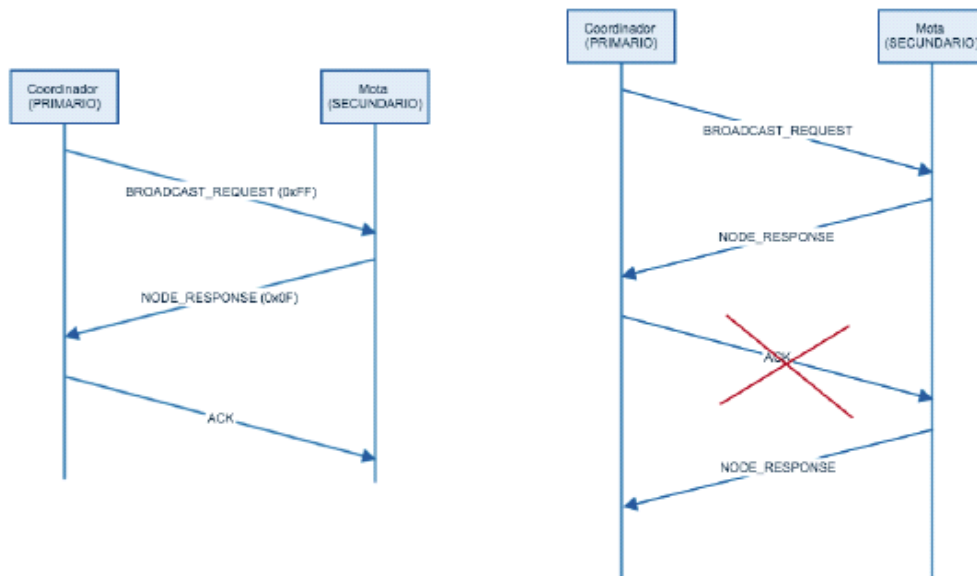 Coordinador
(PRIMARIO)
Mota
(SECUNDARIO)
BROADCAST_REQUEST (0xFF)
NODE_RESPONSE (0x0F)
ACK
Coordinador
(PRIMARIO)
Mota
(SECUNDARIO)
BROADCAST_REQUEST
NODE_RESPONSE
ACK
NODE_RESPONSE